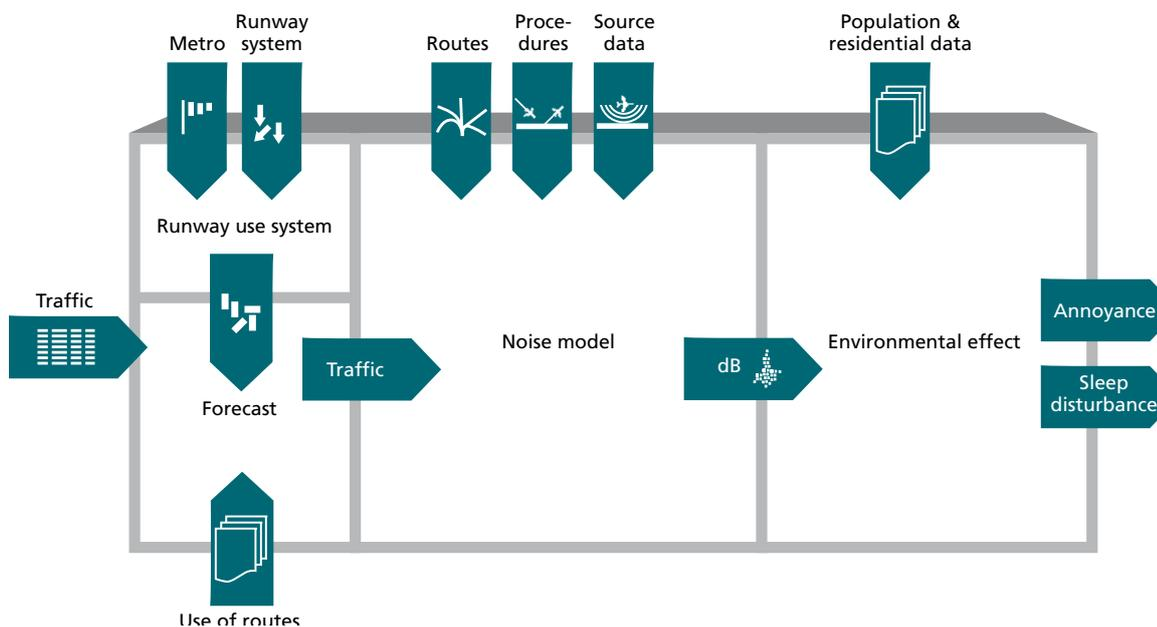 Metro
Runway
system
Routes
Proce-
dures
Source
data
Population &
residential data
Runway use system
Traffic
Forecast
Traffic
Noise model
dB
Environmental effect
Annoyance
Sleep
disturbance
Use of routes